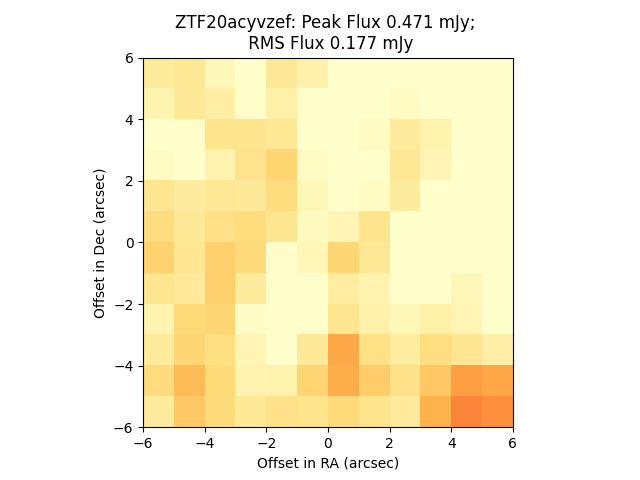 ZTF20acyvzef: Peak Flux 0.471 mJy;
RMS Flux 0.177 mJy
6
4
2
0
−2
−4
−6
Offset in Dec (arcsec)
−6 −4 −2 0 2 4 6
Offset in RA (arcsec)